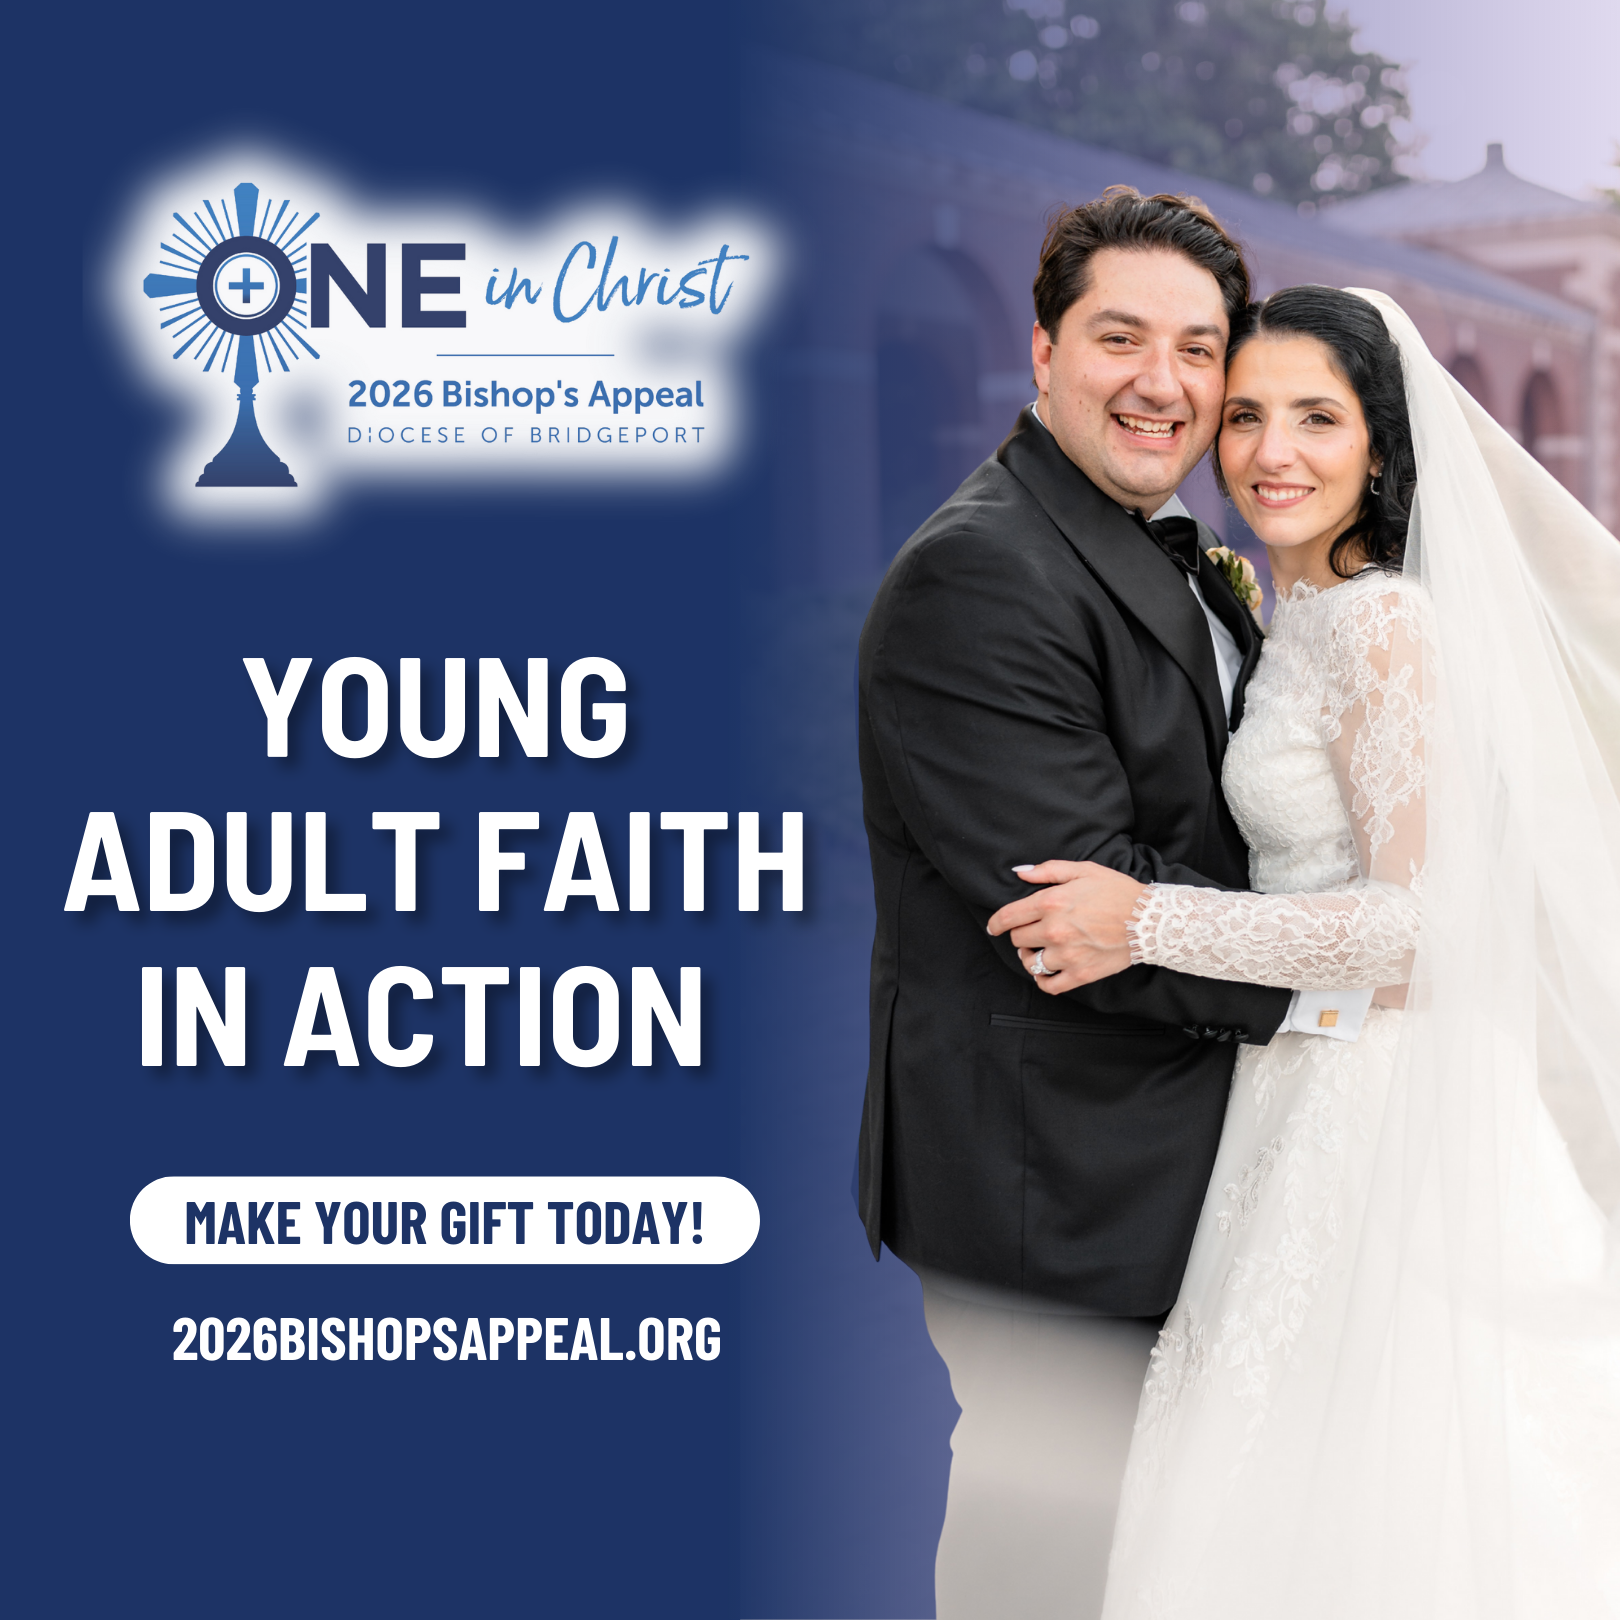 ONE in Christ
2026 Bishop's Appeal
DIOCESE OF BRIDGEPORT
YOUNG
ADULT FAITH
IN ACTION
MAKE YOUR GIFT TODAY!
2026BISHOPSAPPEAL.ORG